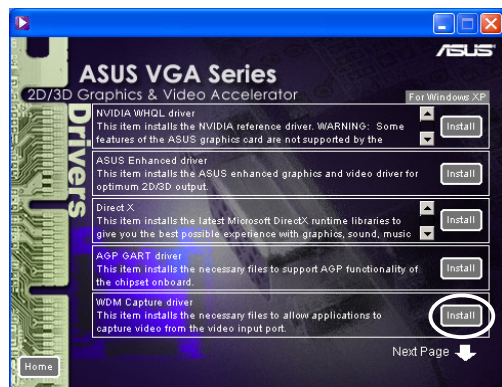 ASUS
ASUS VGA Series
2D/3D Graphics & Video Accelerator
For Windows XP
Drivers
NVIDIA WHQL driver
This item installs the NVIDIA reference driver. WARNING: Some
features of the ASUS graphics card are not supported by the
Install
ASUS Enhanced driver
This item installs the ASUS enhanced graphics and video driver for
optimum 2D/3D output.
Install
Direct X
This item installs the latest Microsoft DirectX runtime libraries to
give you the best possible experience with graphics, sound, music
Install
AGP GART driver
This item installs the necessary files to support AGP functionality of
the chipset onboard.
Install
WDM Capture driver
This item installs the necessary files to allow applications to
capture video from the video input port.
Install
Next Page
Home